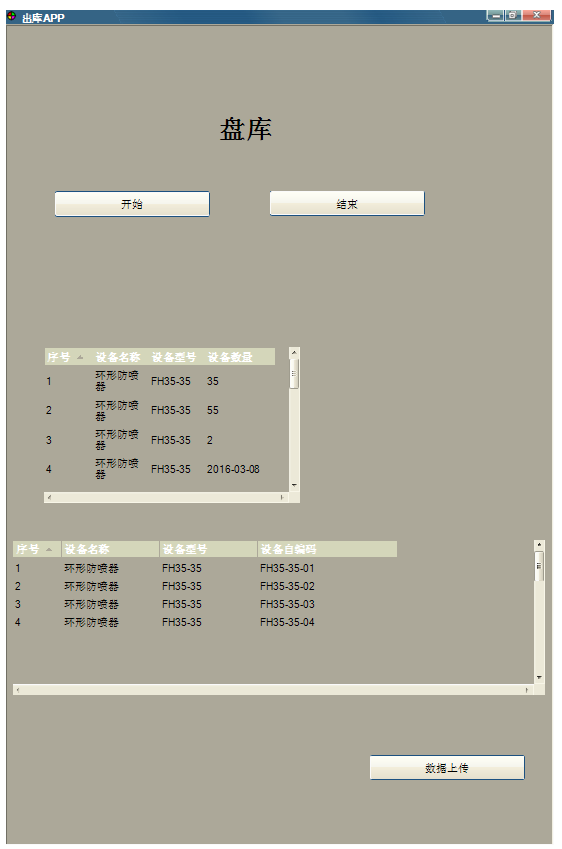 出库APP
盘库
开始 结束
序号 设备名称 设备型号 设备数量
1 环形防喷器 FH35-35 35
2 环形防喷器 FH35-35 55
3 环形防喷器 FH35-35 2
4 环形防喷器 FH35-35 2016-03-08
序号 设备名称 设备型号 设备自编码
1 环形防喷器 FH35-35 FH35-35-01
2 环形防喷器 FH35-35 FH35-35-02
3 环形防喷器 FH35-35 FH35-35-03
4 环形防喷器 FH35-35 FH35-35-04
数据上传